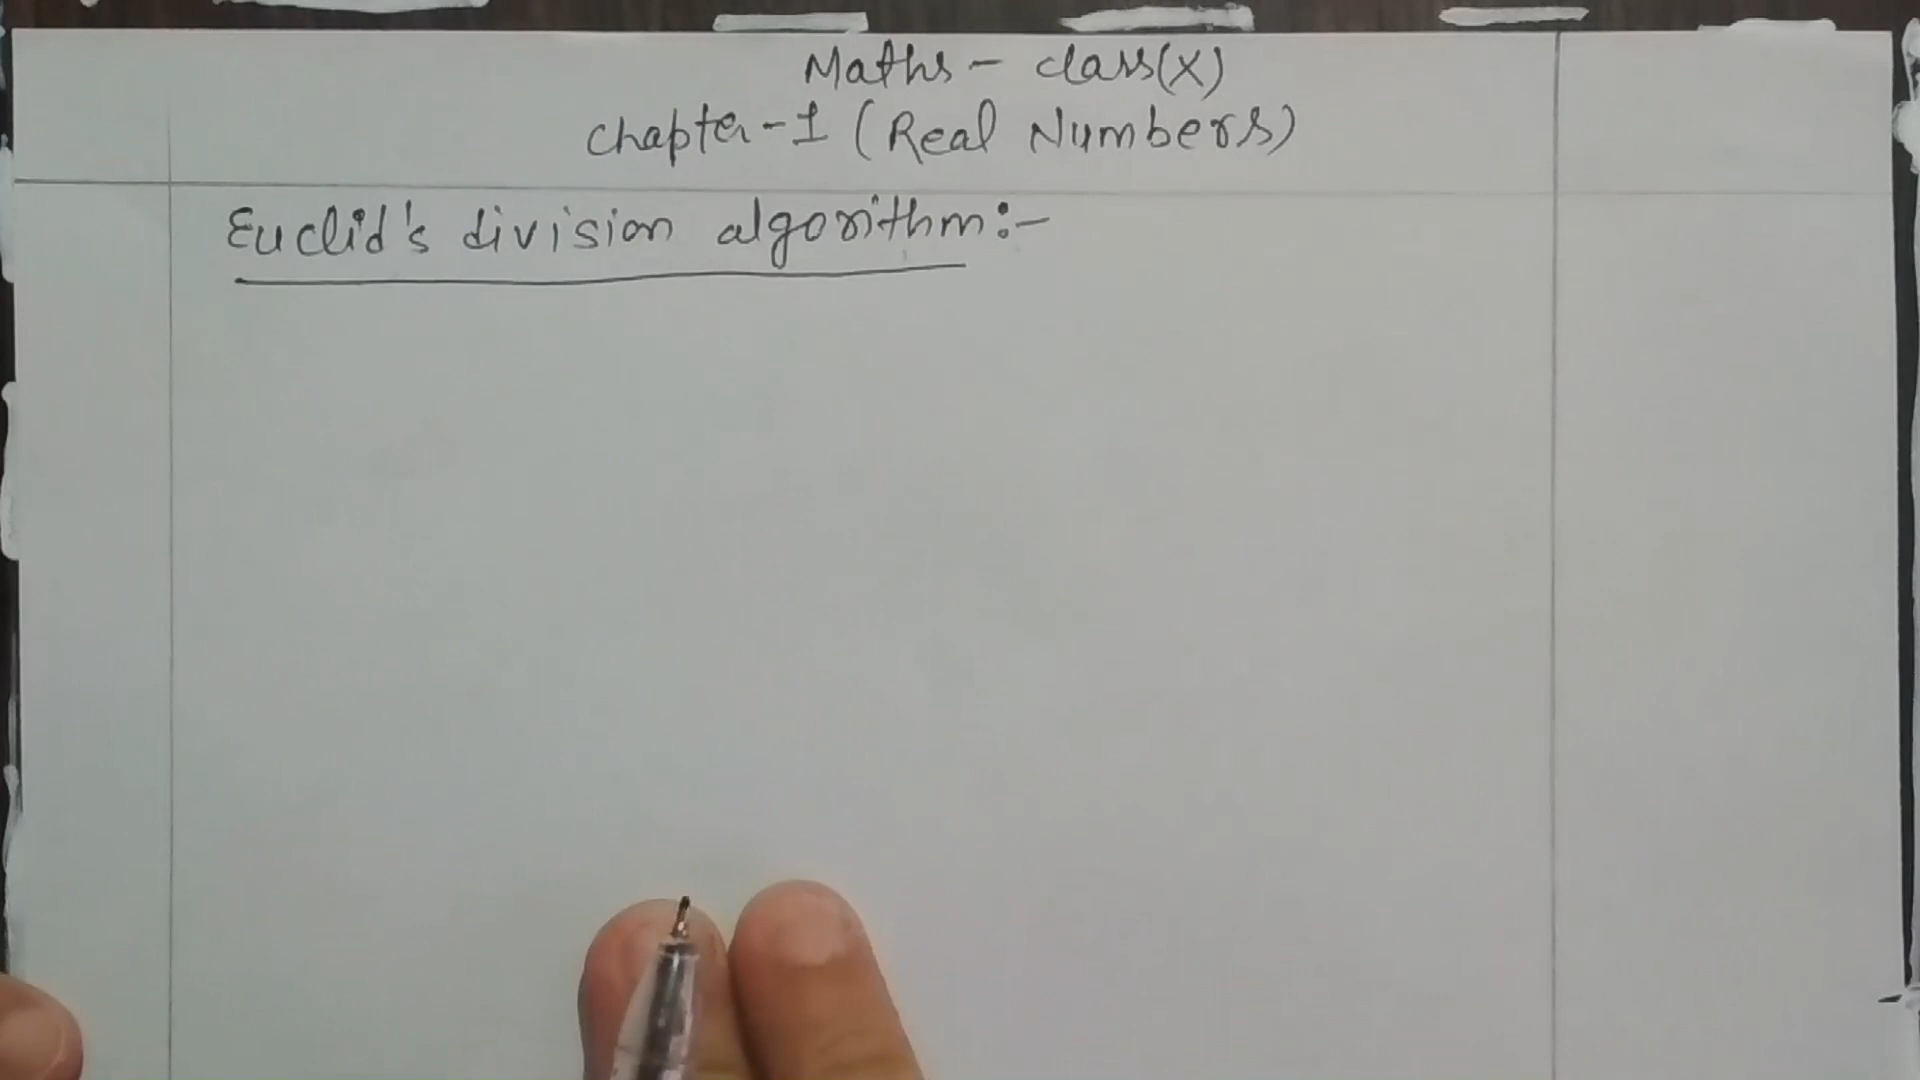 Maths - class(X)
Chapter-1 (Real Numbers)
Euclid's division algorithm:-